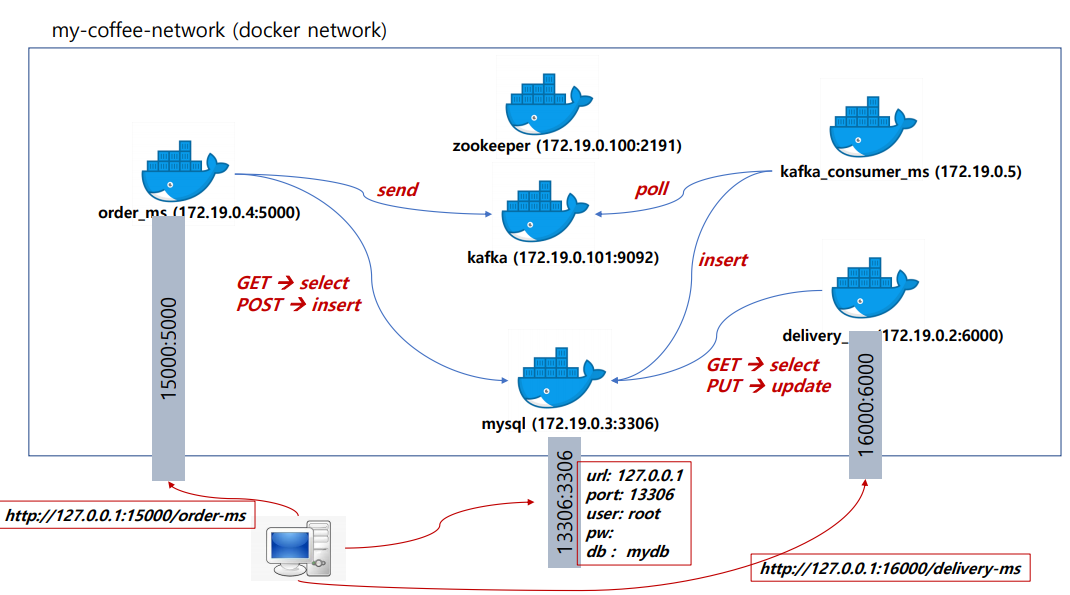 my-coffee-network (docker network)
zookeeper (172.19.0.100:2191)
kafka_consumer_ms (172.19.0.5)
order_ms (172.19.0.4:5000)
send
poll
kafka (172.19.0.101:9092)
insert
GET → select
POST → insert
15000:5000
delivery_ (172.19.0.2:6000)
GET → select
PUT → update
16000:6000
mysql (172.19.0.3:3306)
13306:3306
url: 127.0.0.1
port: 13306
user: root
pw:
db : mydb
http://127.0.0.1:15000/order-ms
http://127.0.0.1:16000/delivery-ms